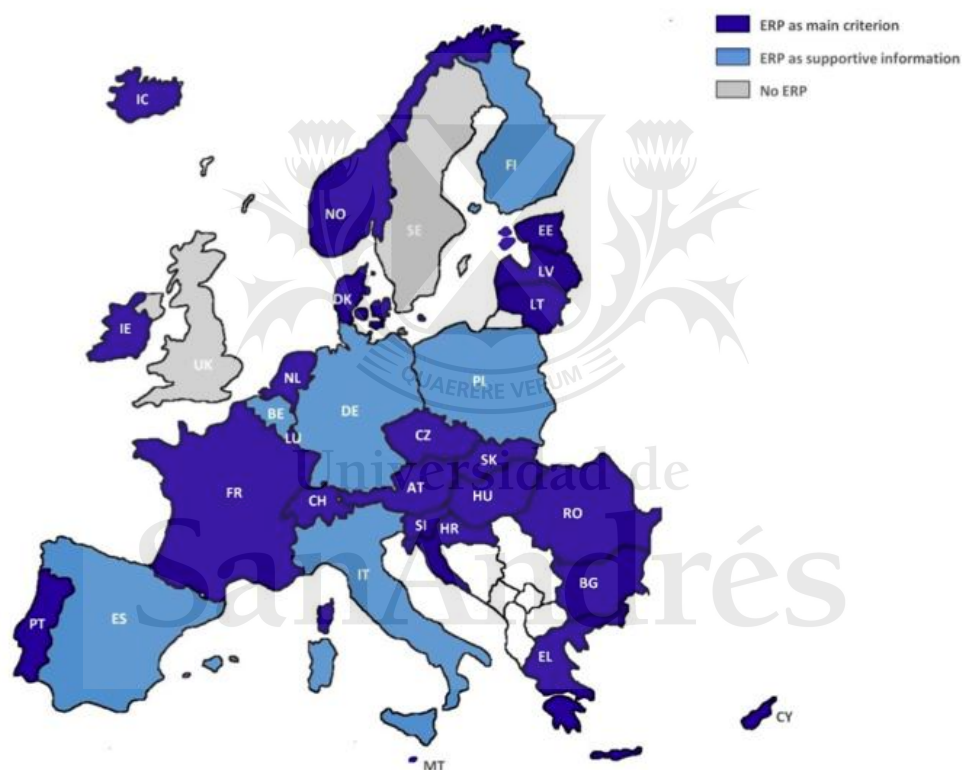 ERP as main criterion
ERP as supportive information
No ERP
IC
FI
NO
SE
EE
LV
DK
LT
IE
UK
NL
PL
BE
DE
LU
CZ
SK
FR
CH
AT
HU
RO
SI
HR
IT
BG
PT
ES
EL
CY
MT
QUAERERE VERUM
Universidad de
SanAndrés